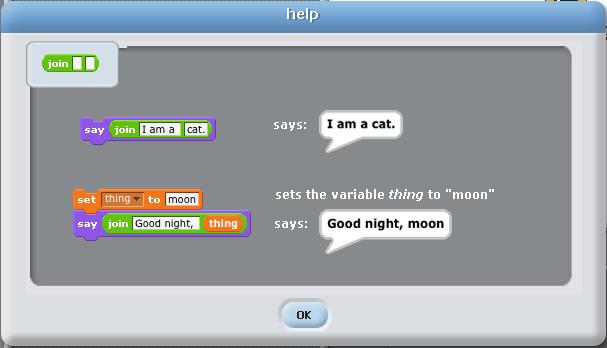 help
join
say join I am a cat. says: I am a cat.
set thing to moon sets the variable thing to "moon"
say join Good night, thing says: Good night, moon
OK